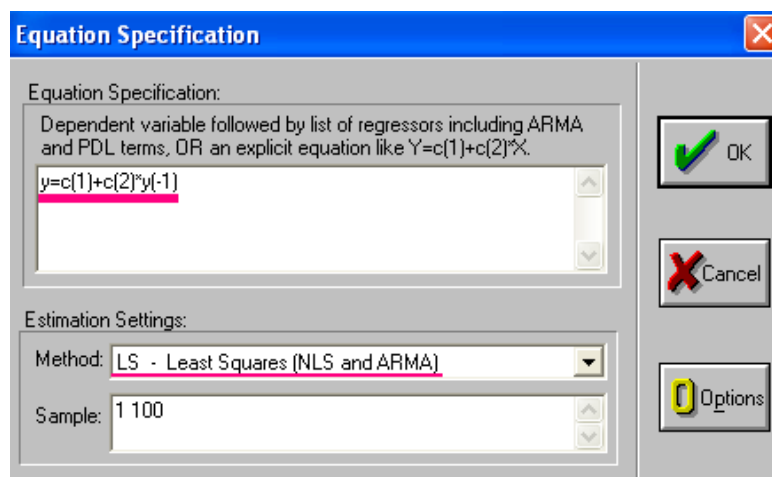 Equation Specification
Equation Specification:
Dependent variable followed by list of regressors including ARMA
and PDL terms, OR an explicit equation like Y=c(1)+c(2)*X.
y=c(1)+c(2)*y(-1)
OK
Cancel
Estimation Settings:
Method: LS - Least Squares (NLS and ARMA)
Sample: 1 100
Options